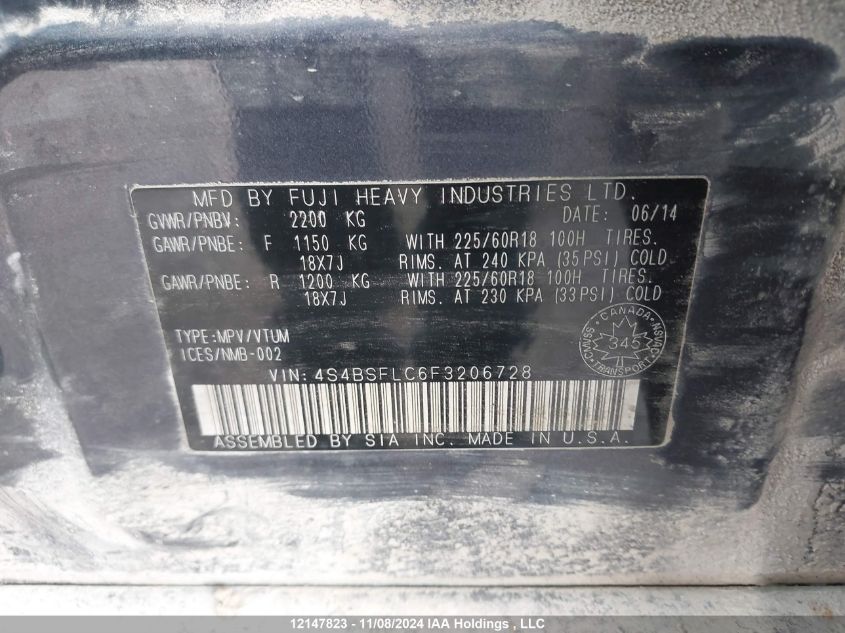 MFD BY FUJI HEAVY INDUSTRIES LTD.
GVWR/PNBV: 2200 KG DATE: 06/14
GAWR/PNBE: F 1150 KG WITH 225/60R18 100H TIRES.
18X7J RIMS. AT 240 KPA (35PSI) COLD
GAWR/PNBE: R 1200 KG WITH 225/60R18 100H TIRES.
18X7J RIMS. AT 230 KPA (33PSI) COLD
TYPE:MPV/VTUM
ICES/NMB-002
CANADA
345
TRANSPORT
VIN: 4S4BSFLC6F3206728
ASSEMBLED BY SIA INC. MADE IN U.S.A.
12147823 - 11/08/2024 IAA Holdings , LLC